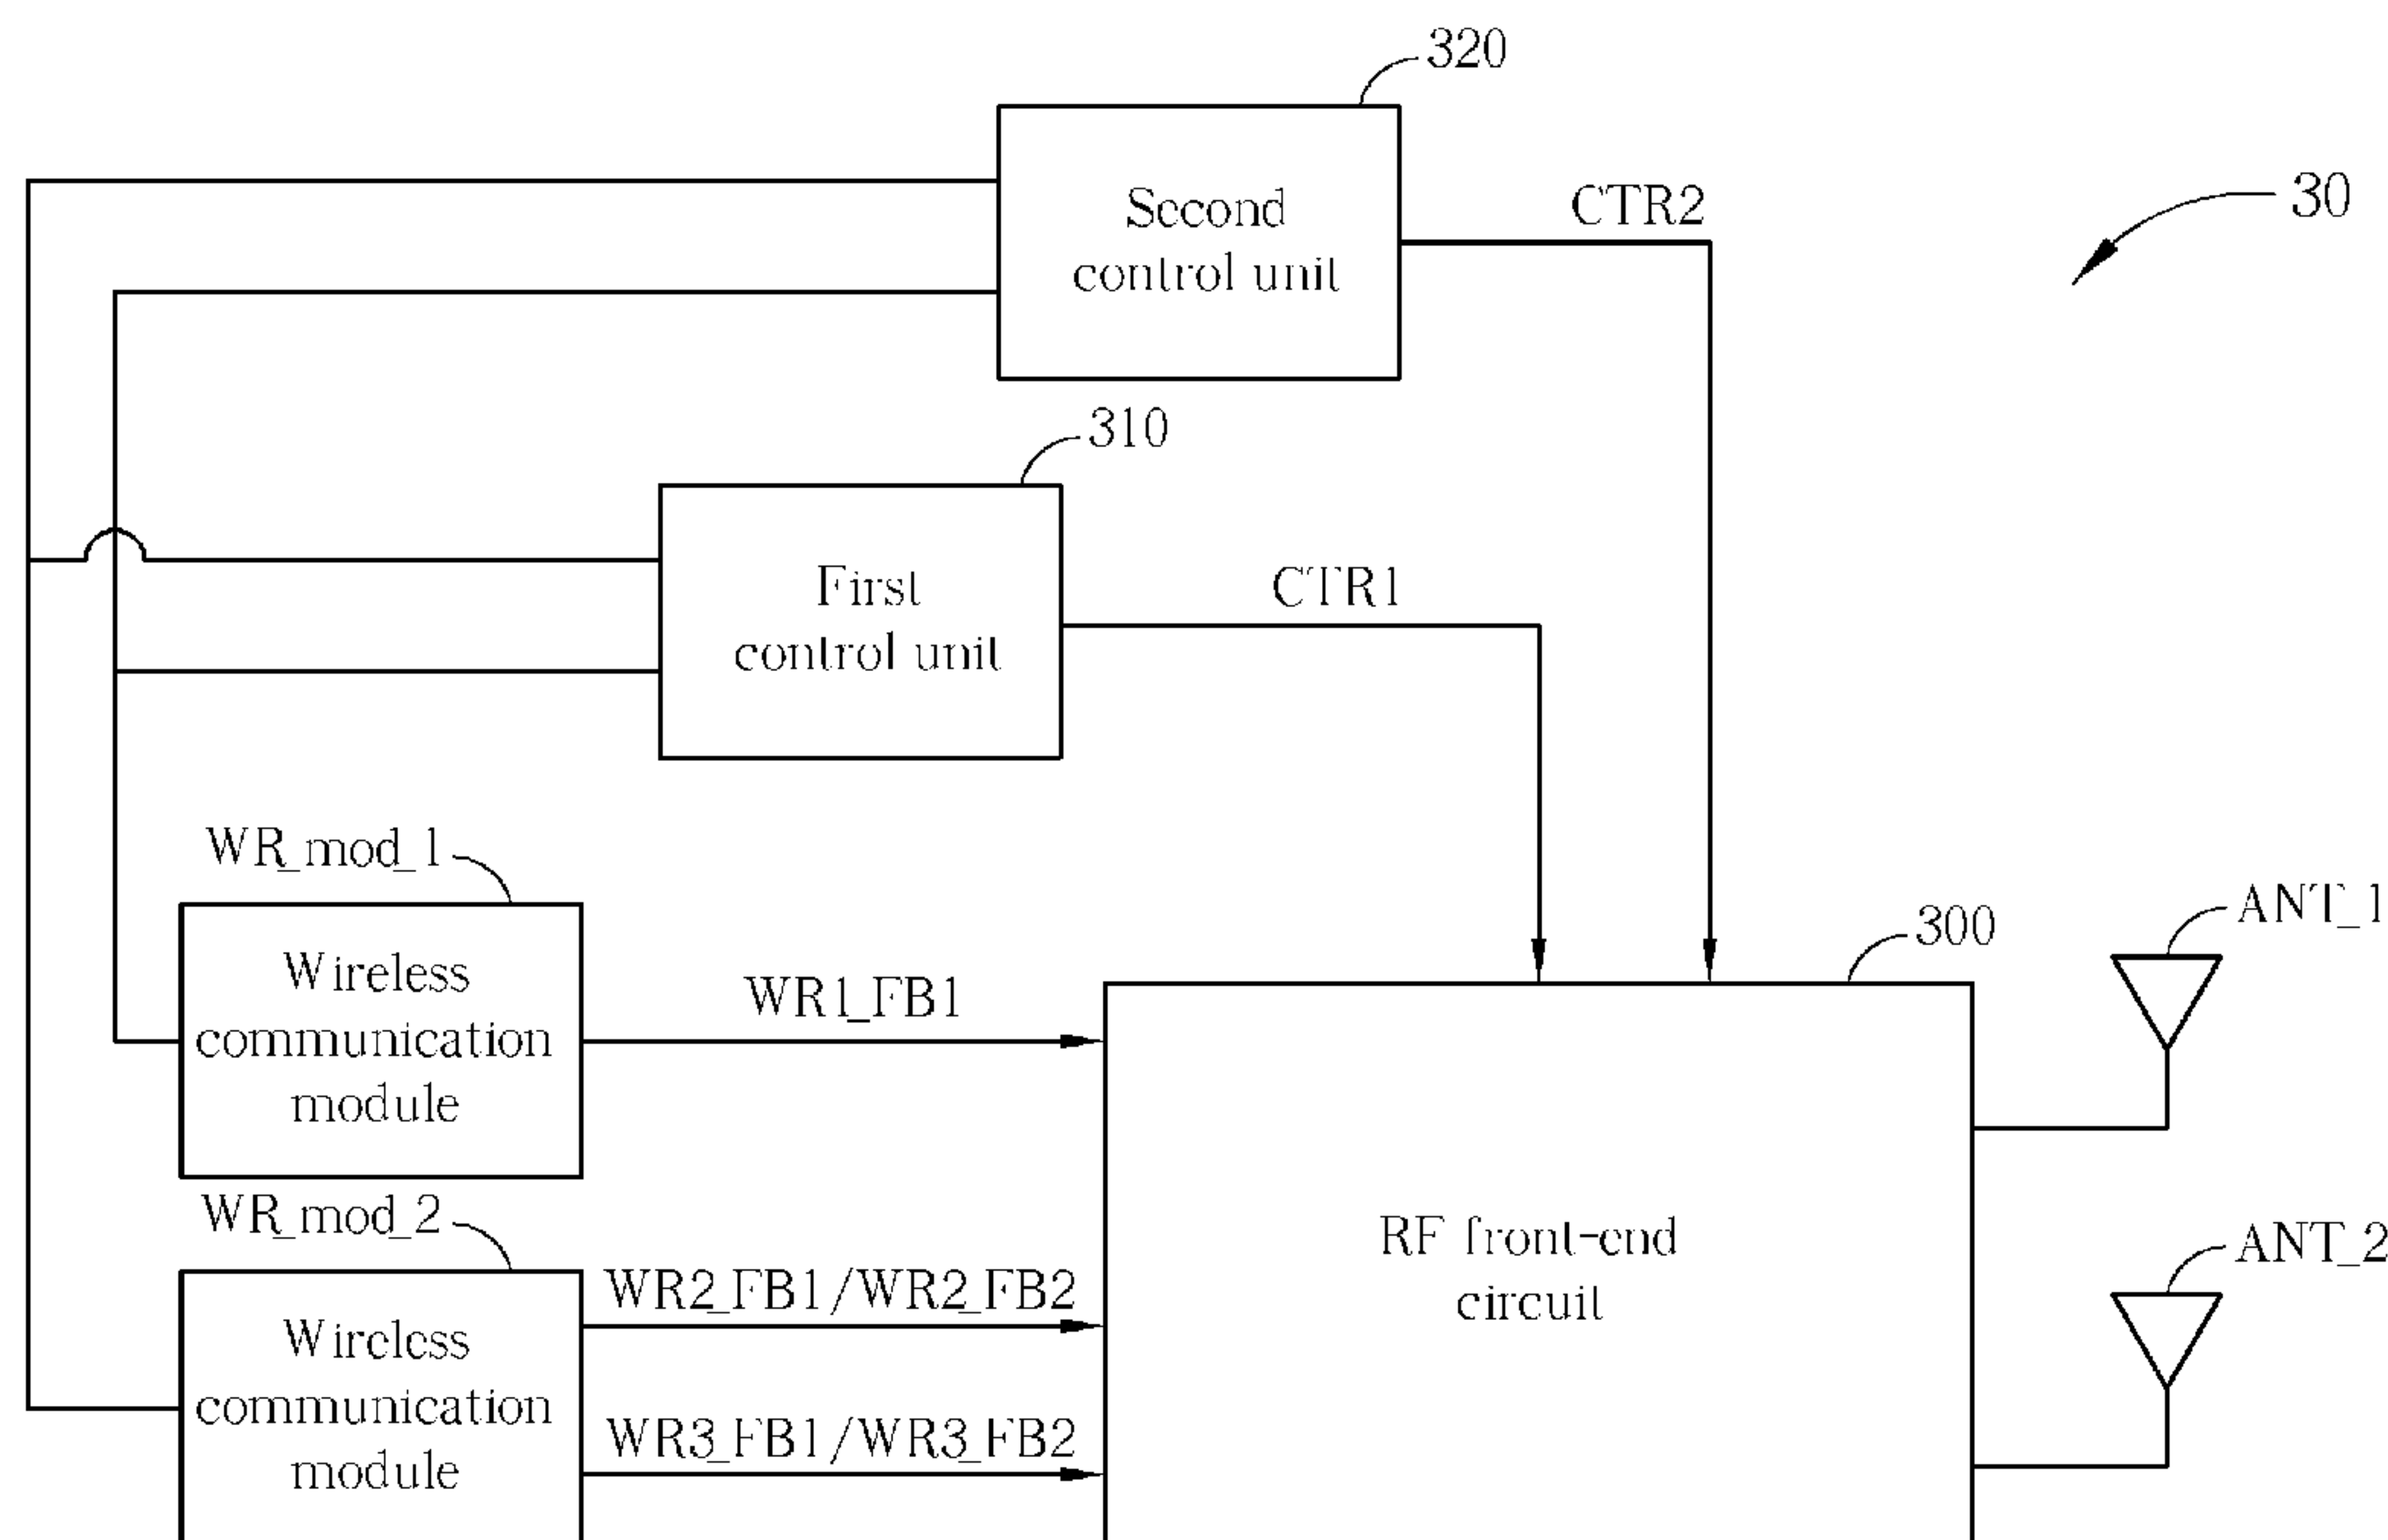 320
Second
control unit
CTR2
30
310
First
control unit
CTR1
WR_mod_1
Wireless
communication
module
WR1_FB1
300
ANT_1
WR_mod_2
Wireless
communication
module
WR2_FB1/WR2_FB2
WR3_FB1/WR3_FB2
RF front-end
circuit
ANT_2